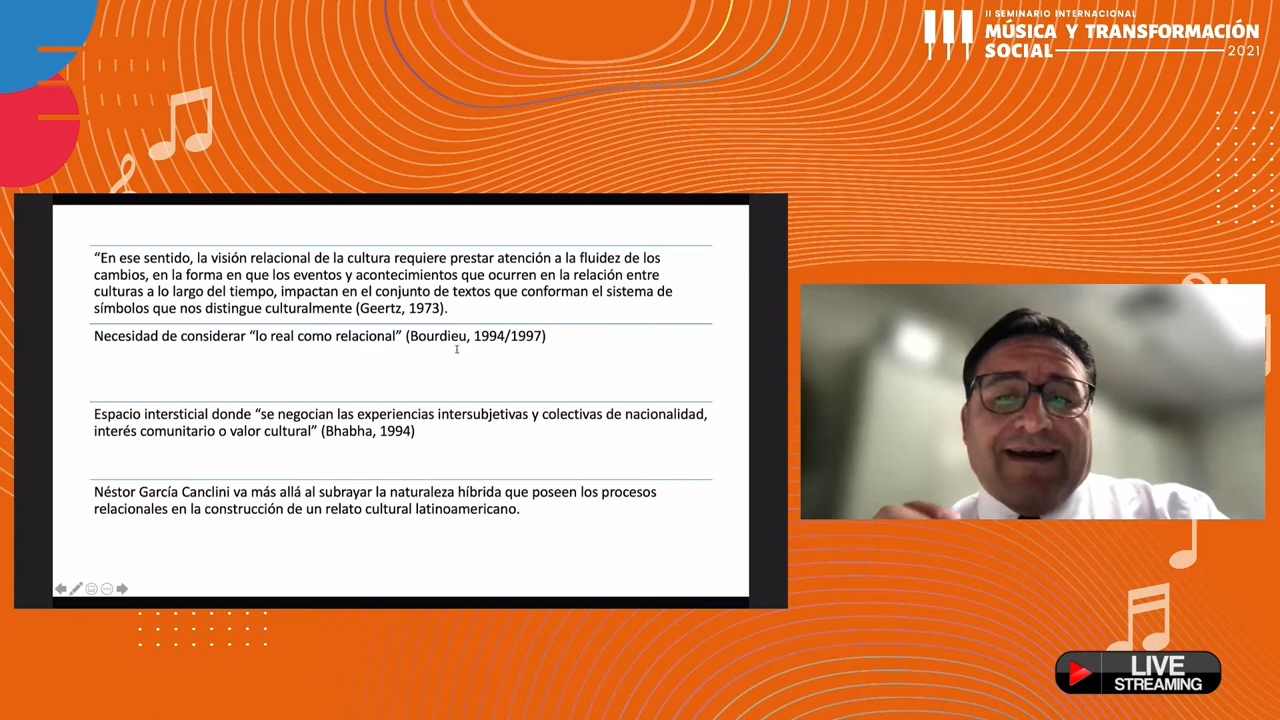 II SEMINARIO INTERNACIONAL
MÚSICA Y TRANSFORMACIÓN
SOCIAL
2021
“En ese sentido, la visión relacional de la cultura requiere prestar atención a la fluidez de los
cambios, en la forma en que los eventos y acontecimientos que ocurren en la relación entre
culturas a lo largo del tiempo, impactan en el conjunto de textos que conforman el sistema de
símbolos que nos distingue culturalmente (Geertz, 1973).
Necesidad de considerar “lo real como relacional” (Bourdieu, 1994/1997)
Espacio intersticial donde “se negocian las experiencias intersubjetivas y colectivas de nacionalidad,
interés comunitario o valor cultural” (Bhabha, 1994)
Néstor García Canclini va más allá al subrayar la naturaleza híbrida que poseen los procesos
relacionales en la construcción de un relato cultural latinoamericano.
LIVE
STREAMING